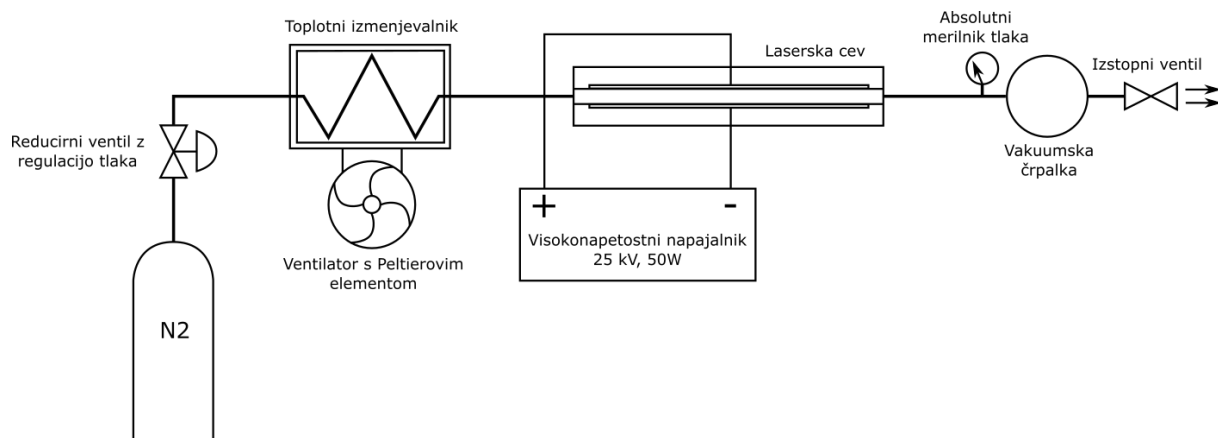 Toplotni izmenjevalnik
Absolutni
merilnik tlaka
Laserska cev
Izstopni ventil
Reducirni ventil z
regulacijo tlaka
Vakuumska
črpalka
+ -
Visokonapetostni napajalnik
25 kV, 50W
Ventilator s Peltierovim
elementom
N2